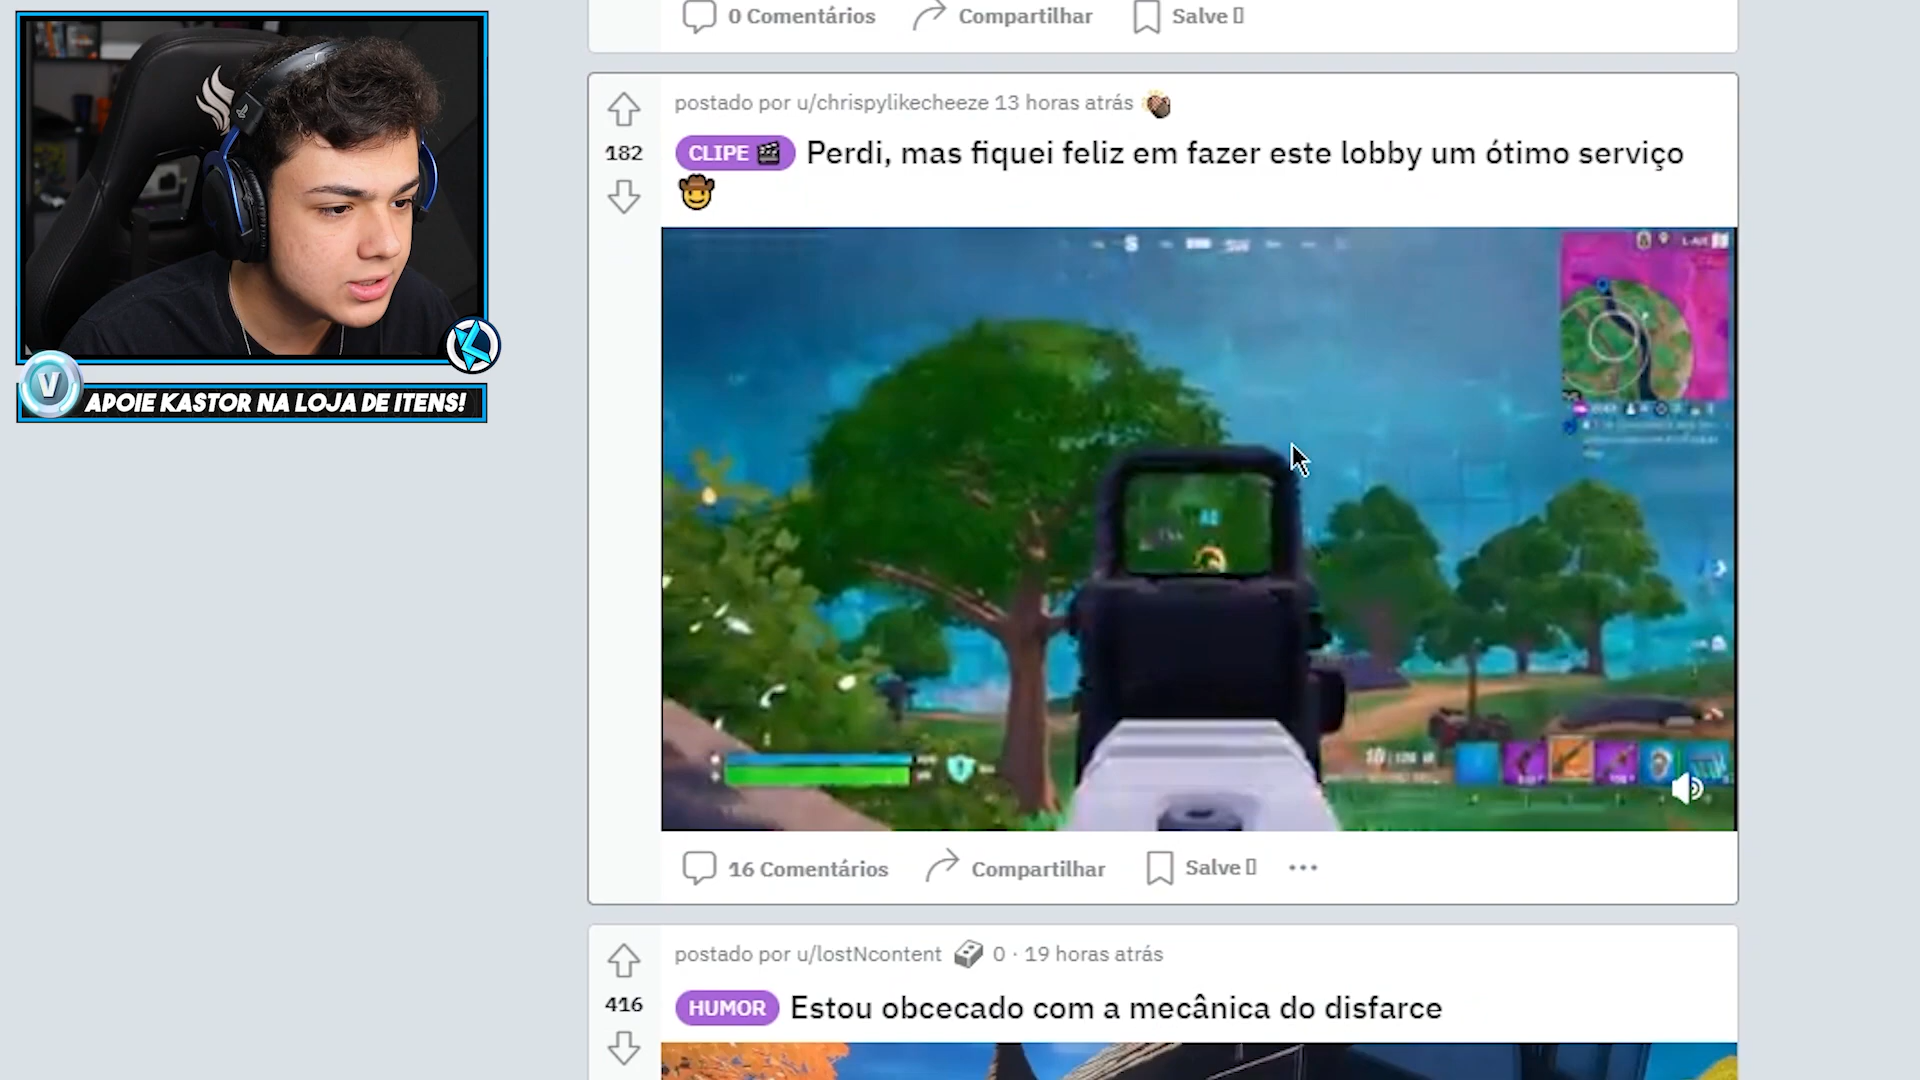 0 Comentários Compartilhar Salve
postado por u/chrispylikecheeze 13 horas atrás
182
CLIPE Perdi, mas fiquei feliz em fazer este lobby um ótimo serviço
S SW
V APOIE KASTOR NA LOJA DE ITENS!
16 Comentários Compartilhar Salve
postado por u/lostNcontent 0 · 19 horas atrás
416
HUMOR Estou obcecado com a mecânica do disfarce